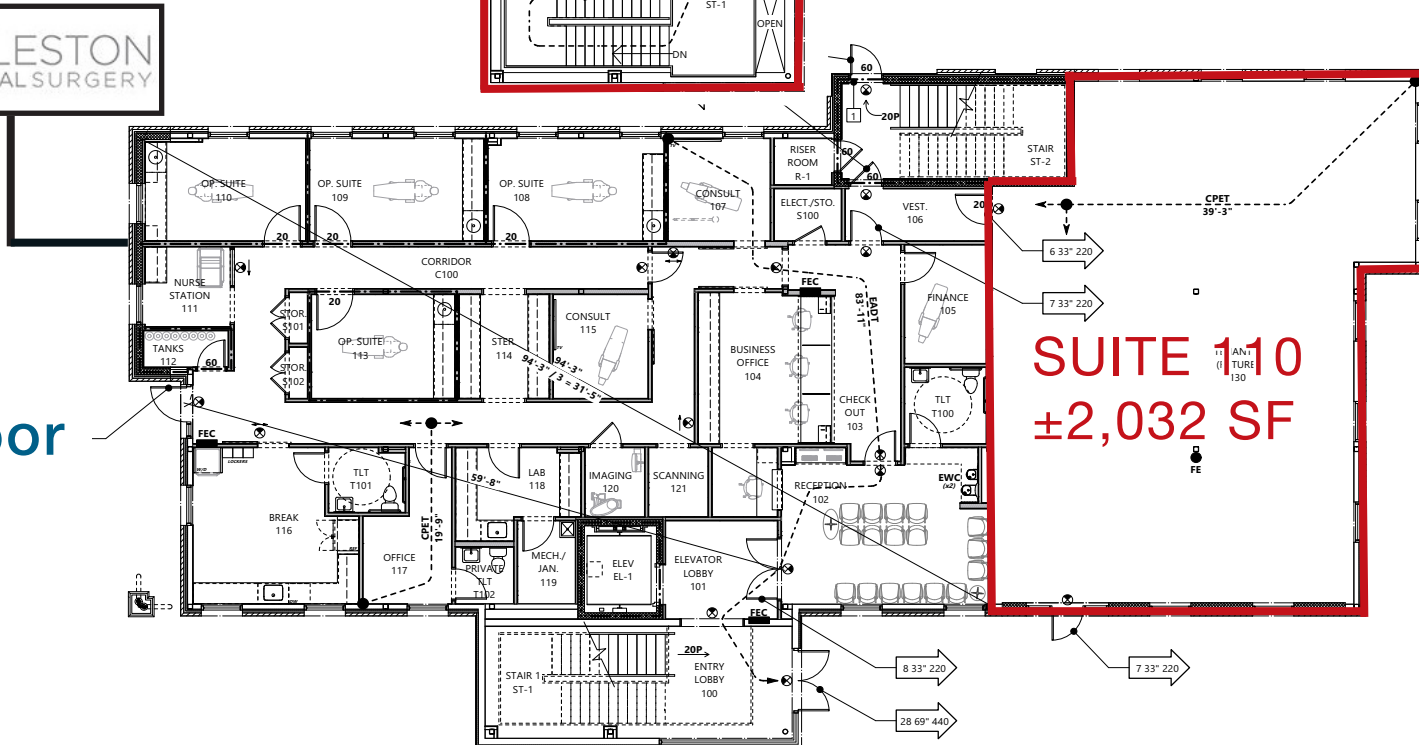 LESTON
AL SURGERY
ST-1
OPEN
DN
60
1
20P
STAIR
ST-2
RISER
ROOM
R-1
60
60
OP. SUITE
110
OP. SUITE
109
OP. SUITE
108
CONSULT
107
ELECT./STO.
S100
VEST.
106
20
CPET
39'-3"
20
20
20
6 33" 220
7 33" 220
CORRIDOR
C100
NURSE
STATION
111
FEC
EADT
83'-11"
FINANCE
105
STOR.
S101
20
OP. SUITE
113
STER.
114
CONSULT
115
BUSINESS
OFFICE
104
TANKS
112
60
STOR.
S102
94'-3"
94'-3" / 3 = 31'-5"
SUITE 110
±2,032 SF
130
CHECK
OUT
103
TLT
T100
oor
FEC
LOCKERS
TLT
T101
LAB
118
59'-8"
IMAGING
120
SCANNING
121
RECEPTION
102
EWC
(x2)
FE
BREAK
116
CPET
19'-9"
OFFICE
117
PRIVATE
TLT
T102
MECH./
JAN.
119
ELEV
EL-1
ELEVATOR
LOBBY
101
FEC
STAIR 1
ST-1
20P
ENTRY
LOBBY
100
8 33" 220
7 33" 220
28 69" 440